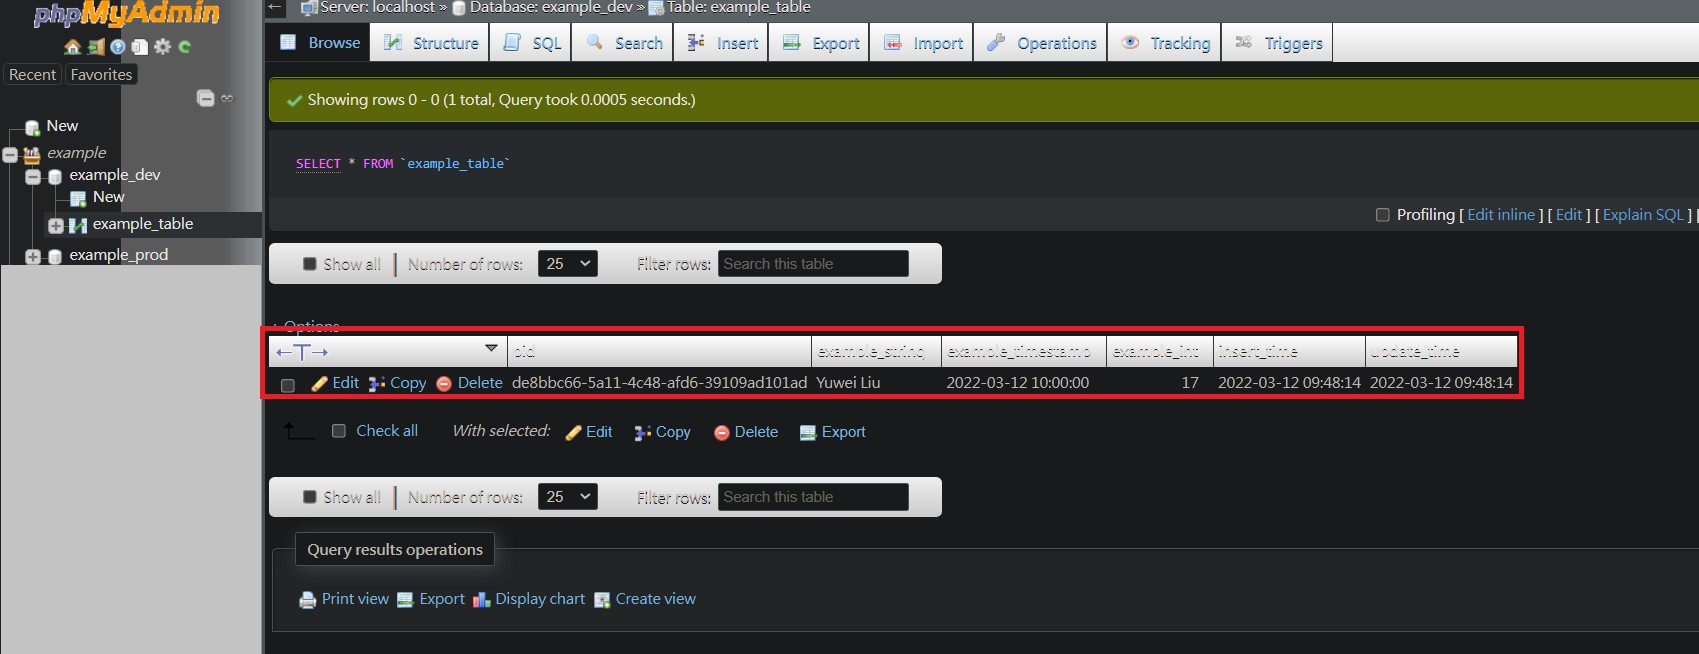 phpMyAdmin
Server: localhost » Database: example_dev » Table: example_table
Browse Structure SQL Search Insert Export Import Operations Tracking Triggers
Recent Favorites
Showing rows 0 - 0 (1 total, Query took 0.0005 seconds.)
New
example
example_dev
New
example_table
example_prod
SELECT * FROM `example_table`
Profiling [ Edit inline ] [ Edit ] [ Explain SQL ] [
Show all Number of rows: 25 Filter rows: Search this table
+ Options
←T→ oid example_string example_timestamp example_int insert_time update_time
Edit Copy Delete de8bbc66-5a11-4c48-afd6-39109ad101ad Yuwei Liu 2022-03-12 10:00:00 17 2022-03-12 09:48:14 2022-03-12 09:48:14
Check all With selected: Edit Copy Delete Export
Show all Number of rows: 25 Filter rows: Search this table
Query results operations
Print view Export Display chart Create view